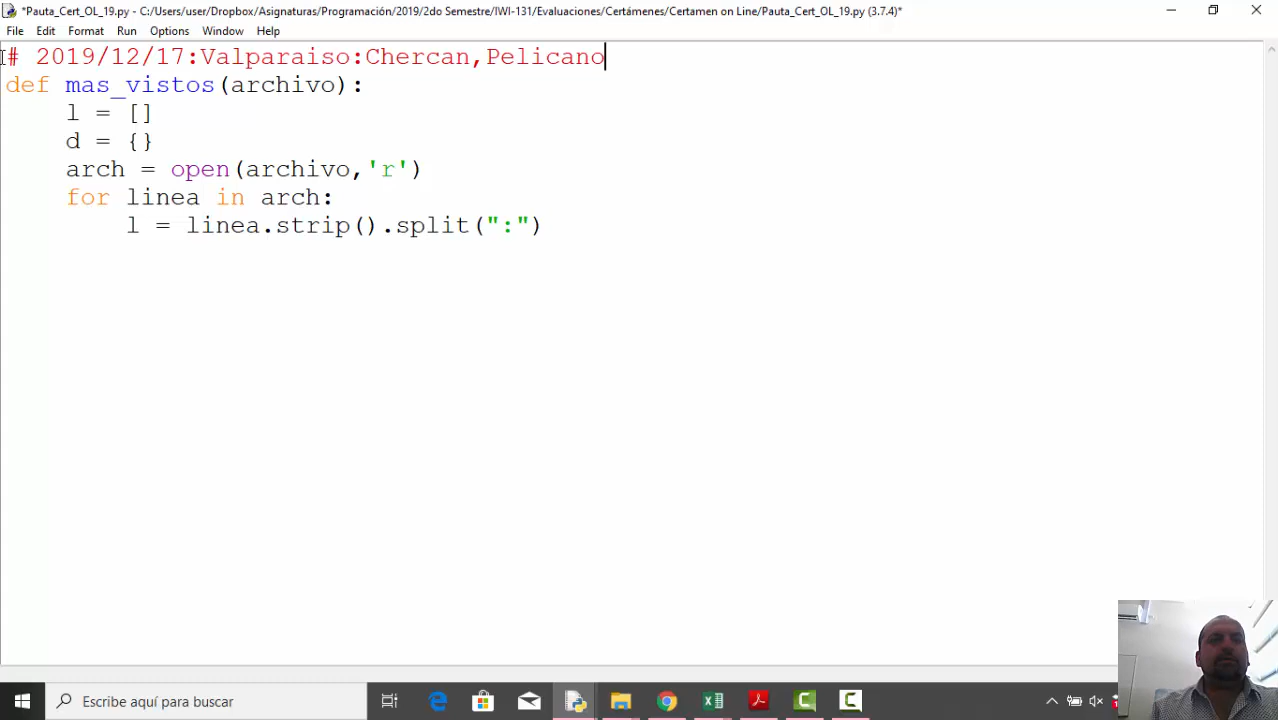 *Pauta_Cert_OL_19.py - C:/Users/user/Dropbox/Asignaturas/Programación/2019/2do Semestre/IWI-131/Evaluaciones/Certámenes/Certamen on Line/Pauta_Cert_OL_19.py (3.7.4)*
File Edit Format Run Options Window Help
# 2019/12/17:Valparaiso:Chercan,Pelicano
def mas_vistos(archivo):
    l = []
    d = {}
    arch = open(archivo,'r')
    for linea in arch:
        l = linea.strip().split(":")
Escribe aquí para buscar